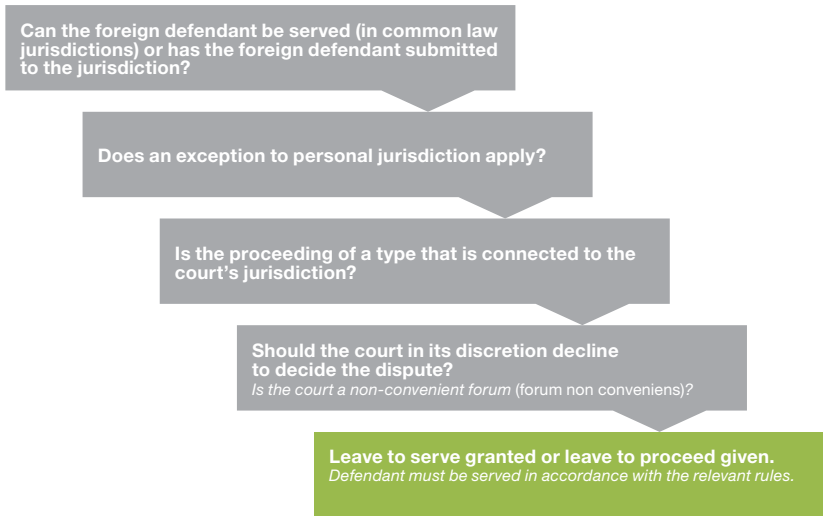 Can the foreign defendant be served (in common law
jurisdictions) or has the foreign defendant submitted
to the jurisdiction?
Does an exception to personal jurisdiction apply?
Is the proceeding of a type that is connected to the
court's jurisdiction?
Should the court in its discretion decline
to decide the dispute?
Is the court a non-convenient forum (forum non conveniens)?
Leave to serve granted or leave to proceed given.
Defendant must be served in accordance with the relevant rules.